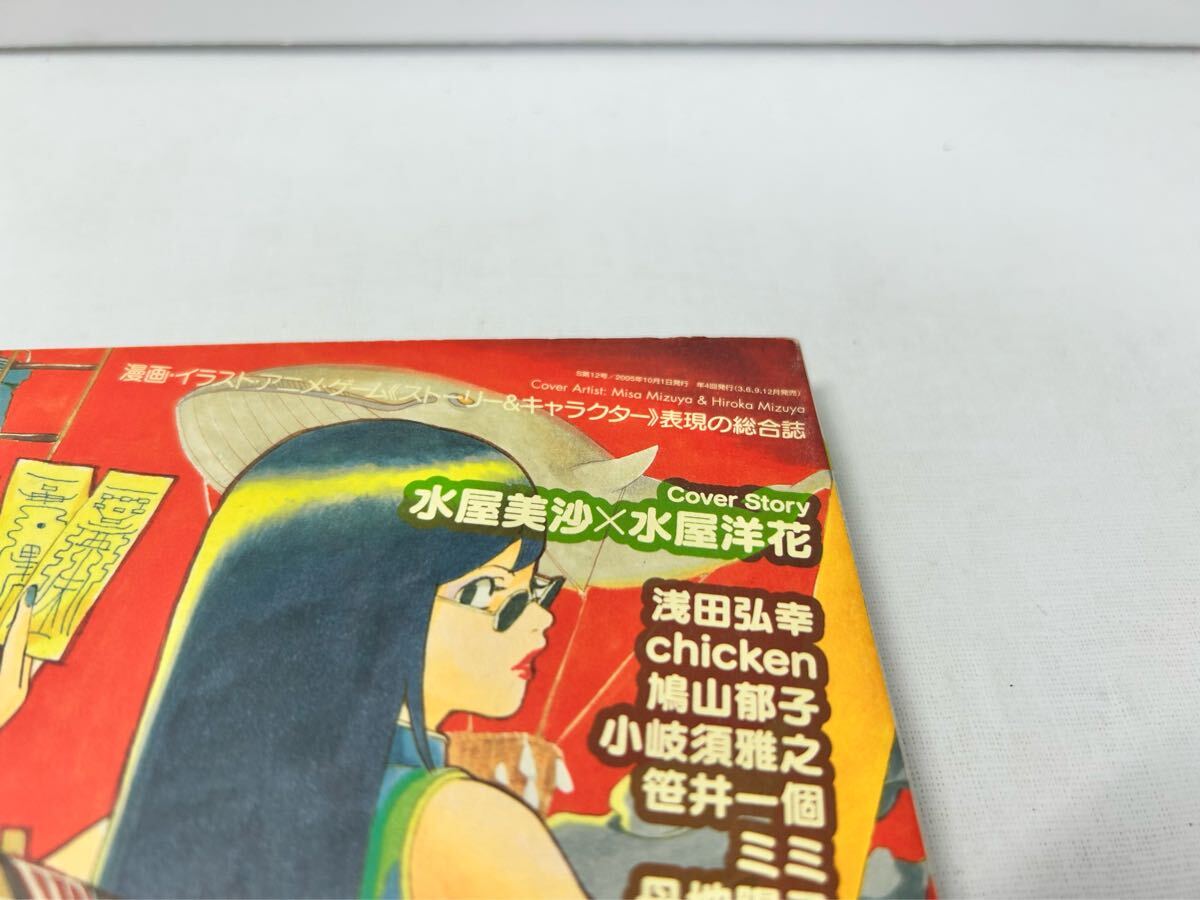 S第12号/2005年10月1日発行 年4回発行(3.6.9.12月発売)
Cover Artist: Misa Mizuya & Hiroka Mizuya
漫画・イラスト・アニメ・ゲーム《ストーリー&キャラクター》表現の総合誌
Cover Story
水屋美沙×水屋洋花
浅田弘幸
chicken
鳩山郁子
小岐須雅之
笹井一個
ミミ